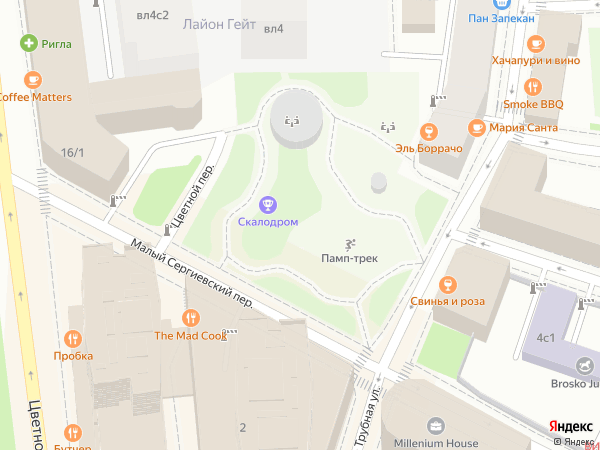 Пан Запекан
вл4с2
Лайон Гейт
вл4
Ригла
Хачапури и вино
Coffee Matters
Smoke BBQ
Мария Санта
Эль Боррачо
16/1
Цветной пер.
Скалодром
Малый Сергиевский пер.
Памп-трек
Свинья и роза
The Mad Cook
4с1
Пробка
Brosko Ju
Цветно
Трубная ул.
2
Бутчер
Millenium House
Яндекс
© Яндекс